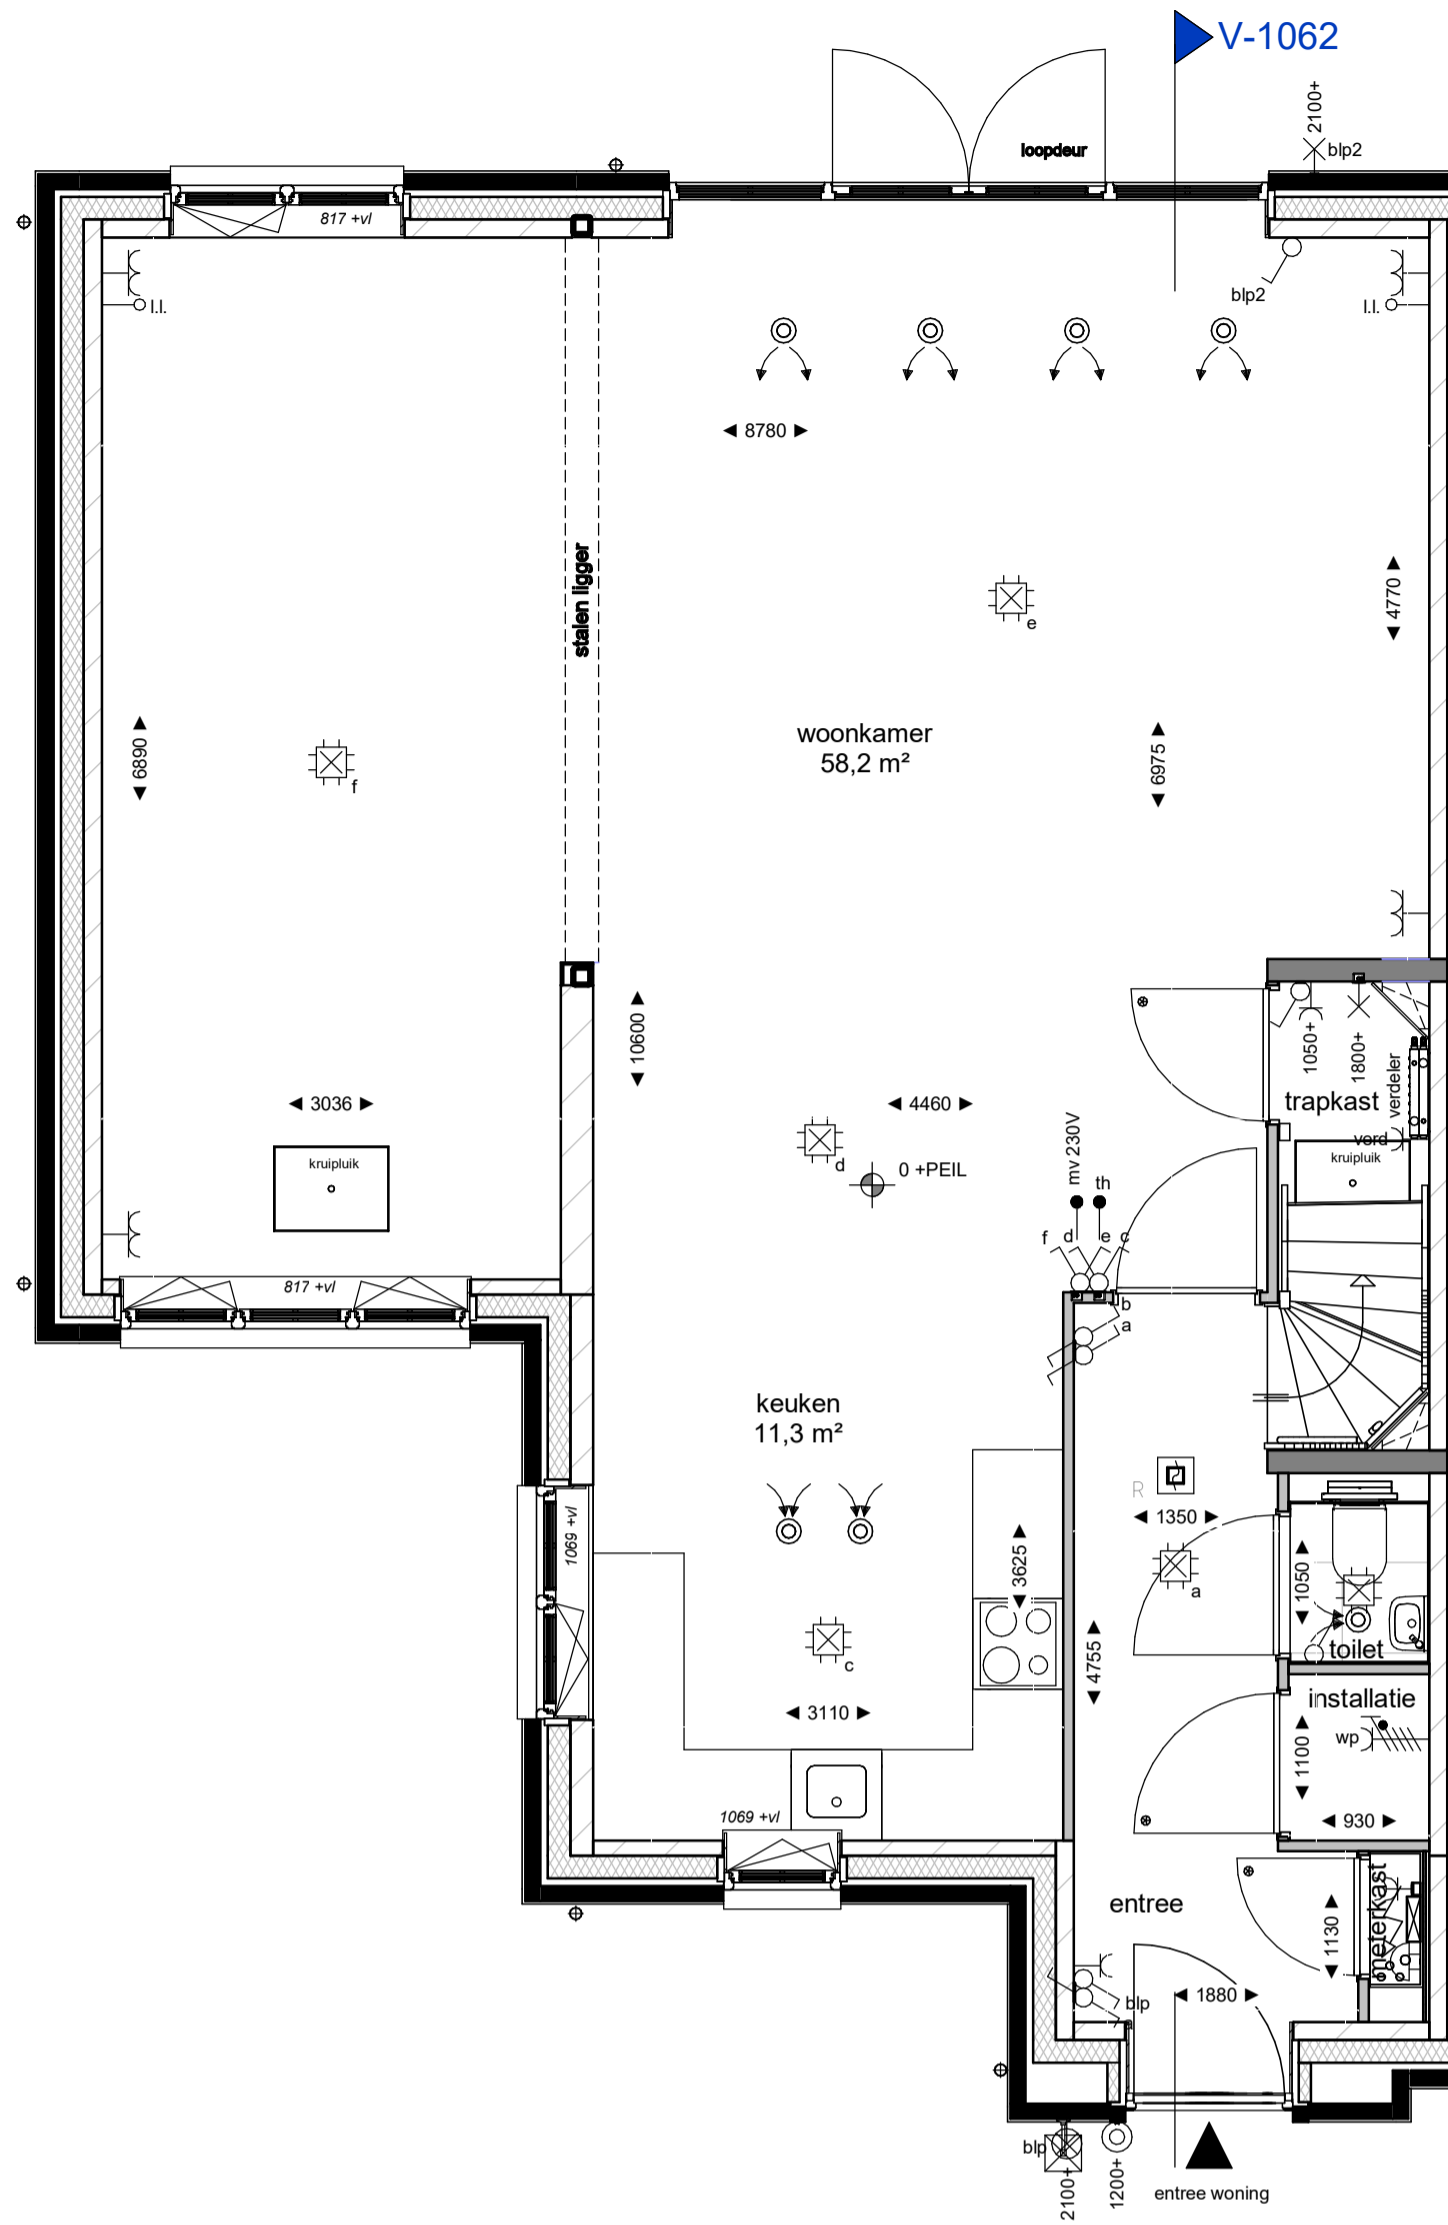 V-1062
2100+
blp2
loopdeur
817 +vl
l.l.
blp2
l.l.
8780
stalen ligger
4770
e
woonkamer
58,2 m²
6890
6975
f
10600
1050+
1800+
verdeler
trapkast
3036
4460
mv 230V
verd
kruipluik
kruipluik
d
0 +PEIL
th
f
d
e
c
817 +vl
b
a
keuken
11,3 m²
R
1350
1069 +vl
3625
1050
a
4755
toilet
c
installatie
3110
wp
1100
1069 +vl
930
entree
meterkast
1130
1880
blp
blp
2100+
1200+
entree woning